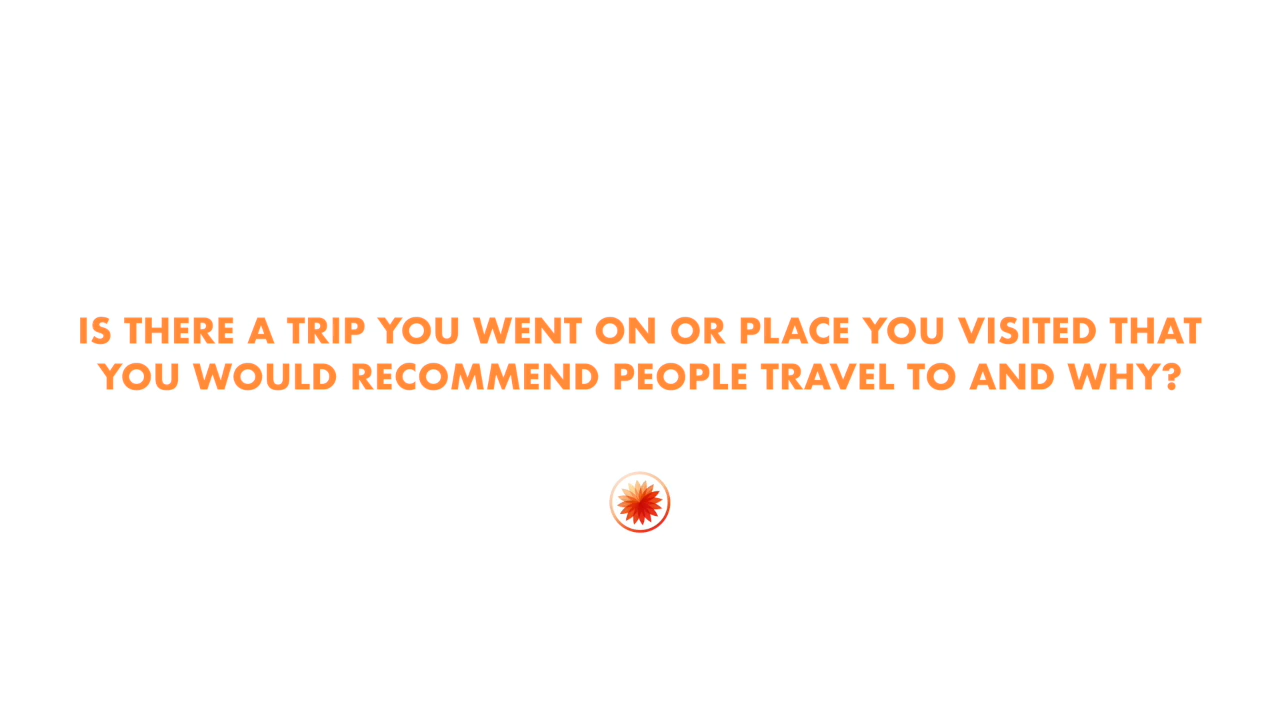 IS THERE A TRIP YOU WENT ON OR PLACE YOU VISITED THAT
YOU WOULD RECOMMEND PEOPLE TRAVEL TO AND WHY?